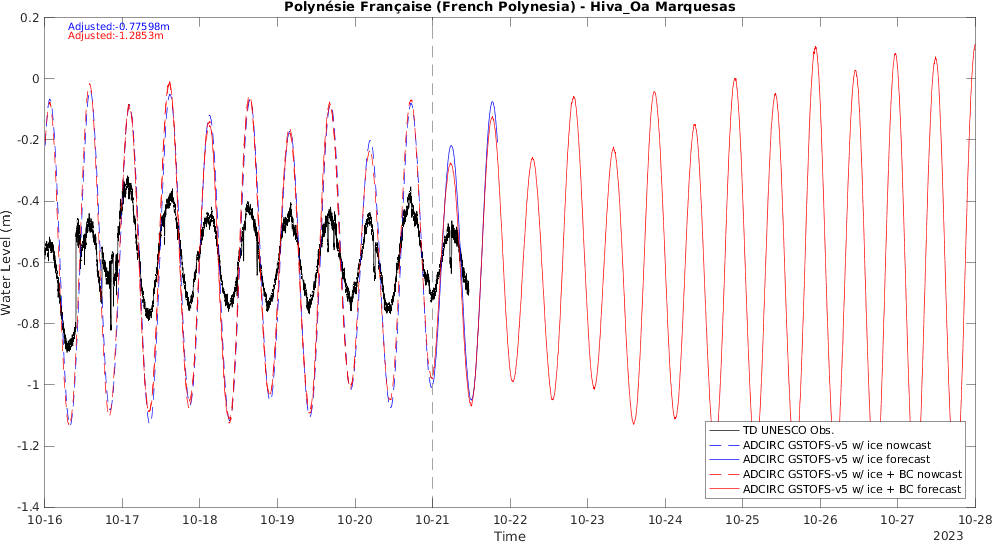 Polynésie Française (French Polynesia) - Hiva_Oa Marquesas
Adjusted:-0.77598m
Adjusted:-1.2853m
0.2
0
-0.2
-0.4
-0.6
-0.8
-1
-1.2
-1.4
Water Level (m)
TD UNESCO Obs.
ADCIRC GSTOFS-v5 w/ ice nowcast
ADCIRC GSTOFS-v5 w/ ice forecast
ADCIRC GSTOFS-v5 w/ ice + BC nowcast
ADCIRC GSTOFS-v5 w/ ice + BC forecast
10-16 10-17 10-18 10-19 10-20 10-21 10-22 10-23 10-24 10-25 10-26 10-27 10-28
Time
2023